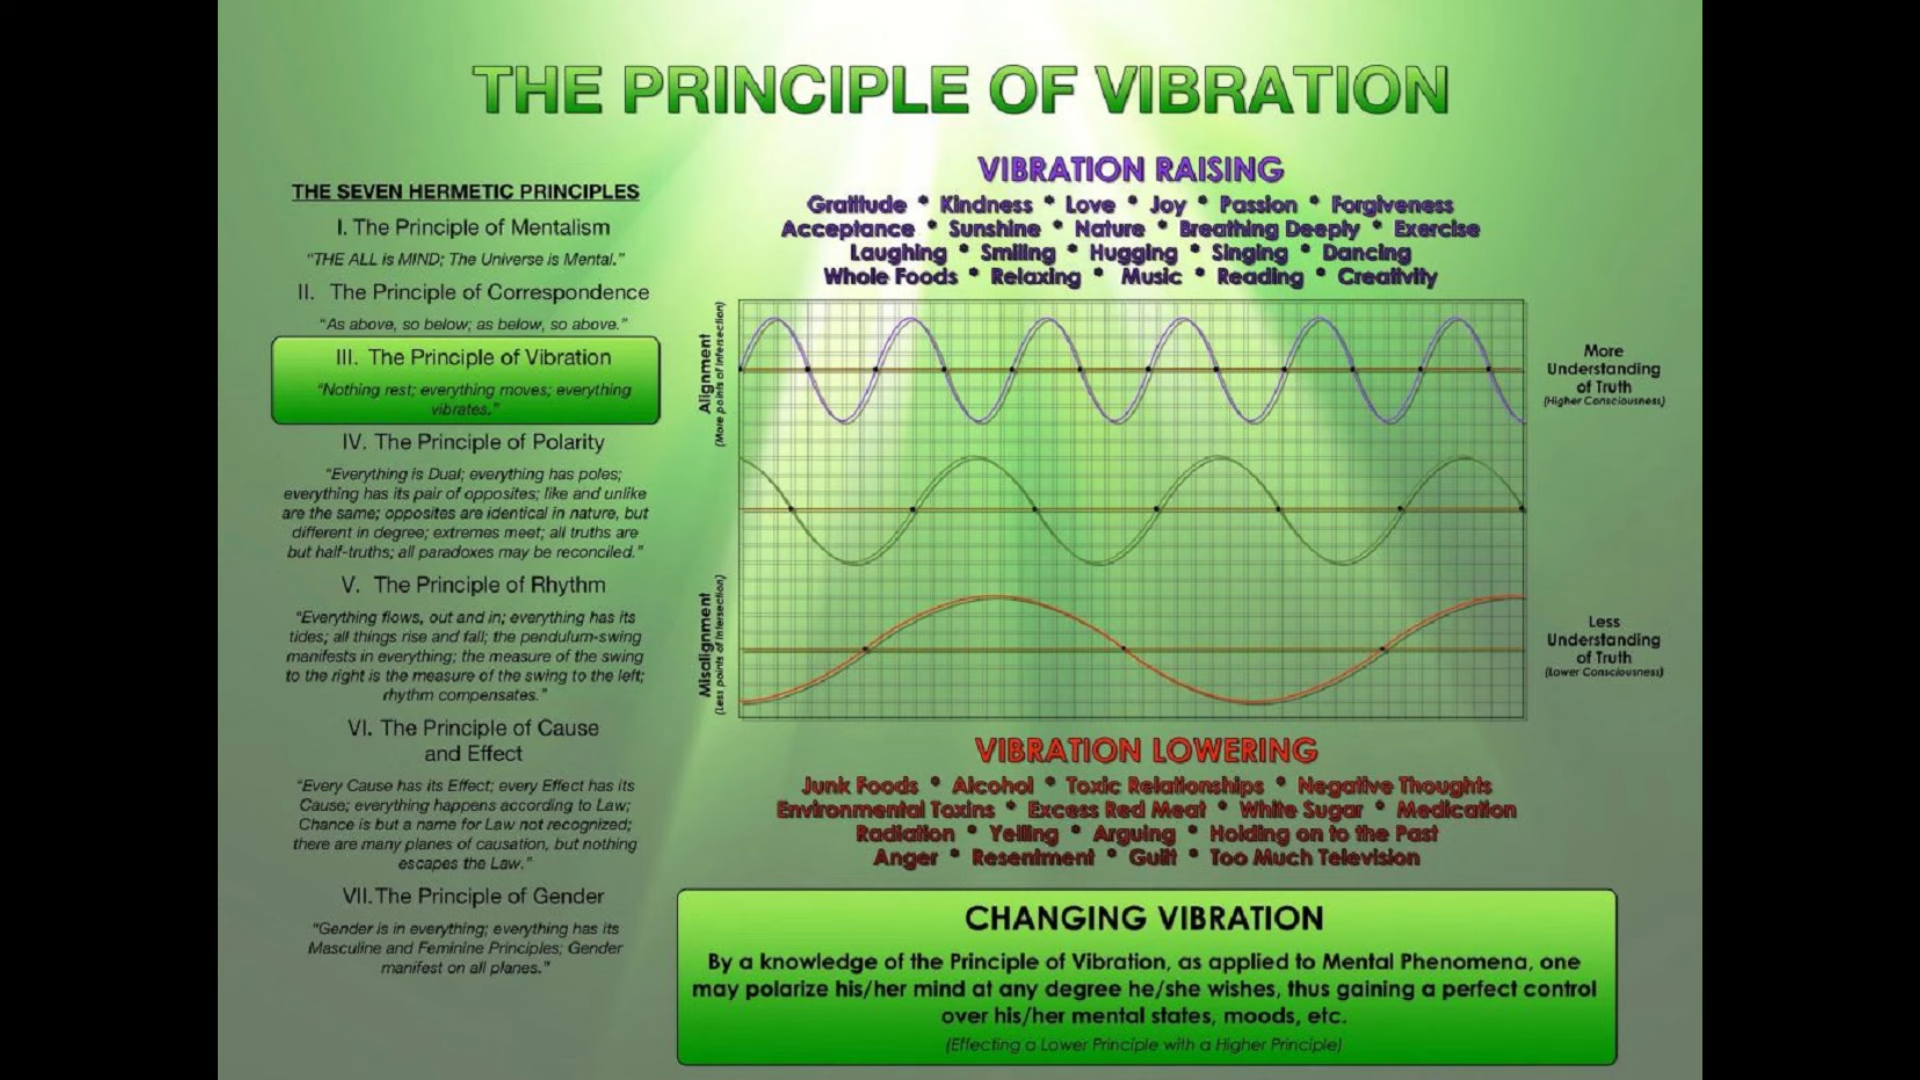 THE PRINCIPLE OF VIBRATION
THE SEVEN HERMETIC PRINCIPLES
I. The Principle of Mentalism
"THE ALL is MIND; The Universe is Mental."
II. The Principle of Correspondence
"As above, so below; as below, so above."
III. The Principle of Vibration
"Nothing rest; everything moves; everything
vibrates."
IV. The Principle of Polarity
"Everything is Dual; everything has poles;
everything has its pair of opposites; like and unlike
are the same; opposites are identical in nature, but
different in degree; extremes meet; all truths are
but half-truths; all paradoxes may be reconciled."
V. The Principle of Rhythm
"Everything flows, out and in; everything has its
tides; all things rise and fall; the pendulum-swing
manifests in everything; the measure of the swing
to the right is the measure of the swing to the left;
rhythm compensates."
VI. The Principle of Cause
and Effect
"Every Cause has its Effect; every Effect has its
Cause; everything happens according to Law;
Chance is but a name for Law not recognized;
there are many planes of causation, but nothing
escapes the Law."
VII. The Principle of Gender
"Gender is in everything; everything has its
Masculine and Feminine Principles; Gender
manifest on all planes."
VIBRATION RAISING
Gratitude * Kindness * Love * Joy * Passion * Forgiveness
Acceptance * Sunshine * Nature * Breathing Deeply * Exercise
Laughing * Smiling * Hugging * Singing * Dancing
Whole Foods * Relaxing * Music * Reading * Creativity
Alignment
(More points of Intersection)
More
Understanding
of Truth
(Higher Consciousness)
Misalignment
(Less points of Intersection)
Less
Understanding
of Truth
(Lower Consciousness)
VIBRATION LOWERING
Junk Foods * Alcohol * Toxic Relationships * Negative Thoughts
Environmental Toxins * Excess Red Meat * White Sugar * Medication
Radiation * Yelling * Arguing * Holding on to the Past
Anger * Resentment * Guilt * Too Much Television
CHANGING VIBRATION
By a knowledge of the Principle of Vibration, as applied to Mental Phenomena, one
may polarize his/her mind at any degree he/she wishes, thus gaining a perfect control
over his/her mental states, moods, etc.
(Effecting a Lower Principle with a Higher Principle)